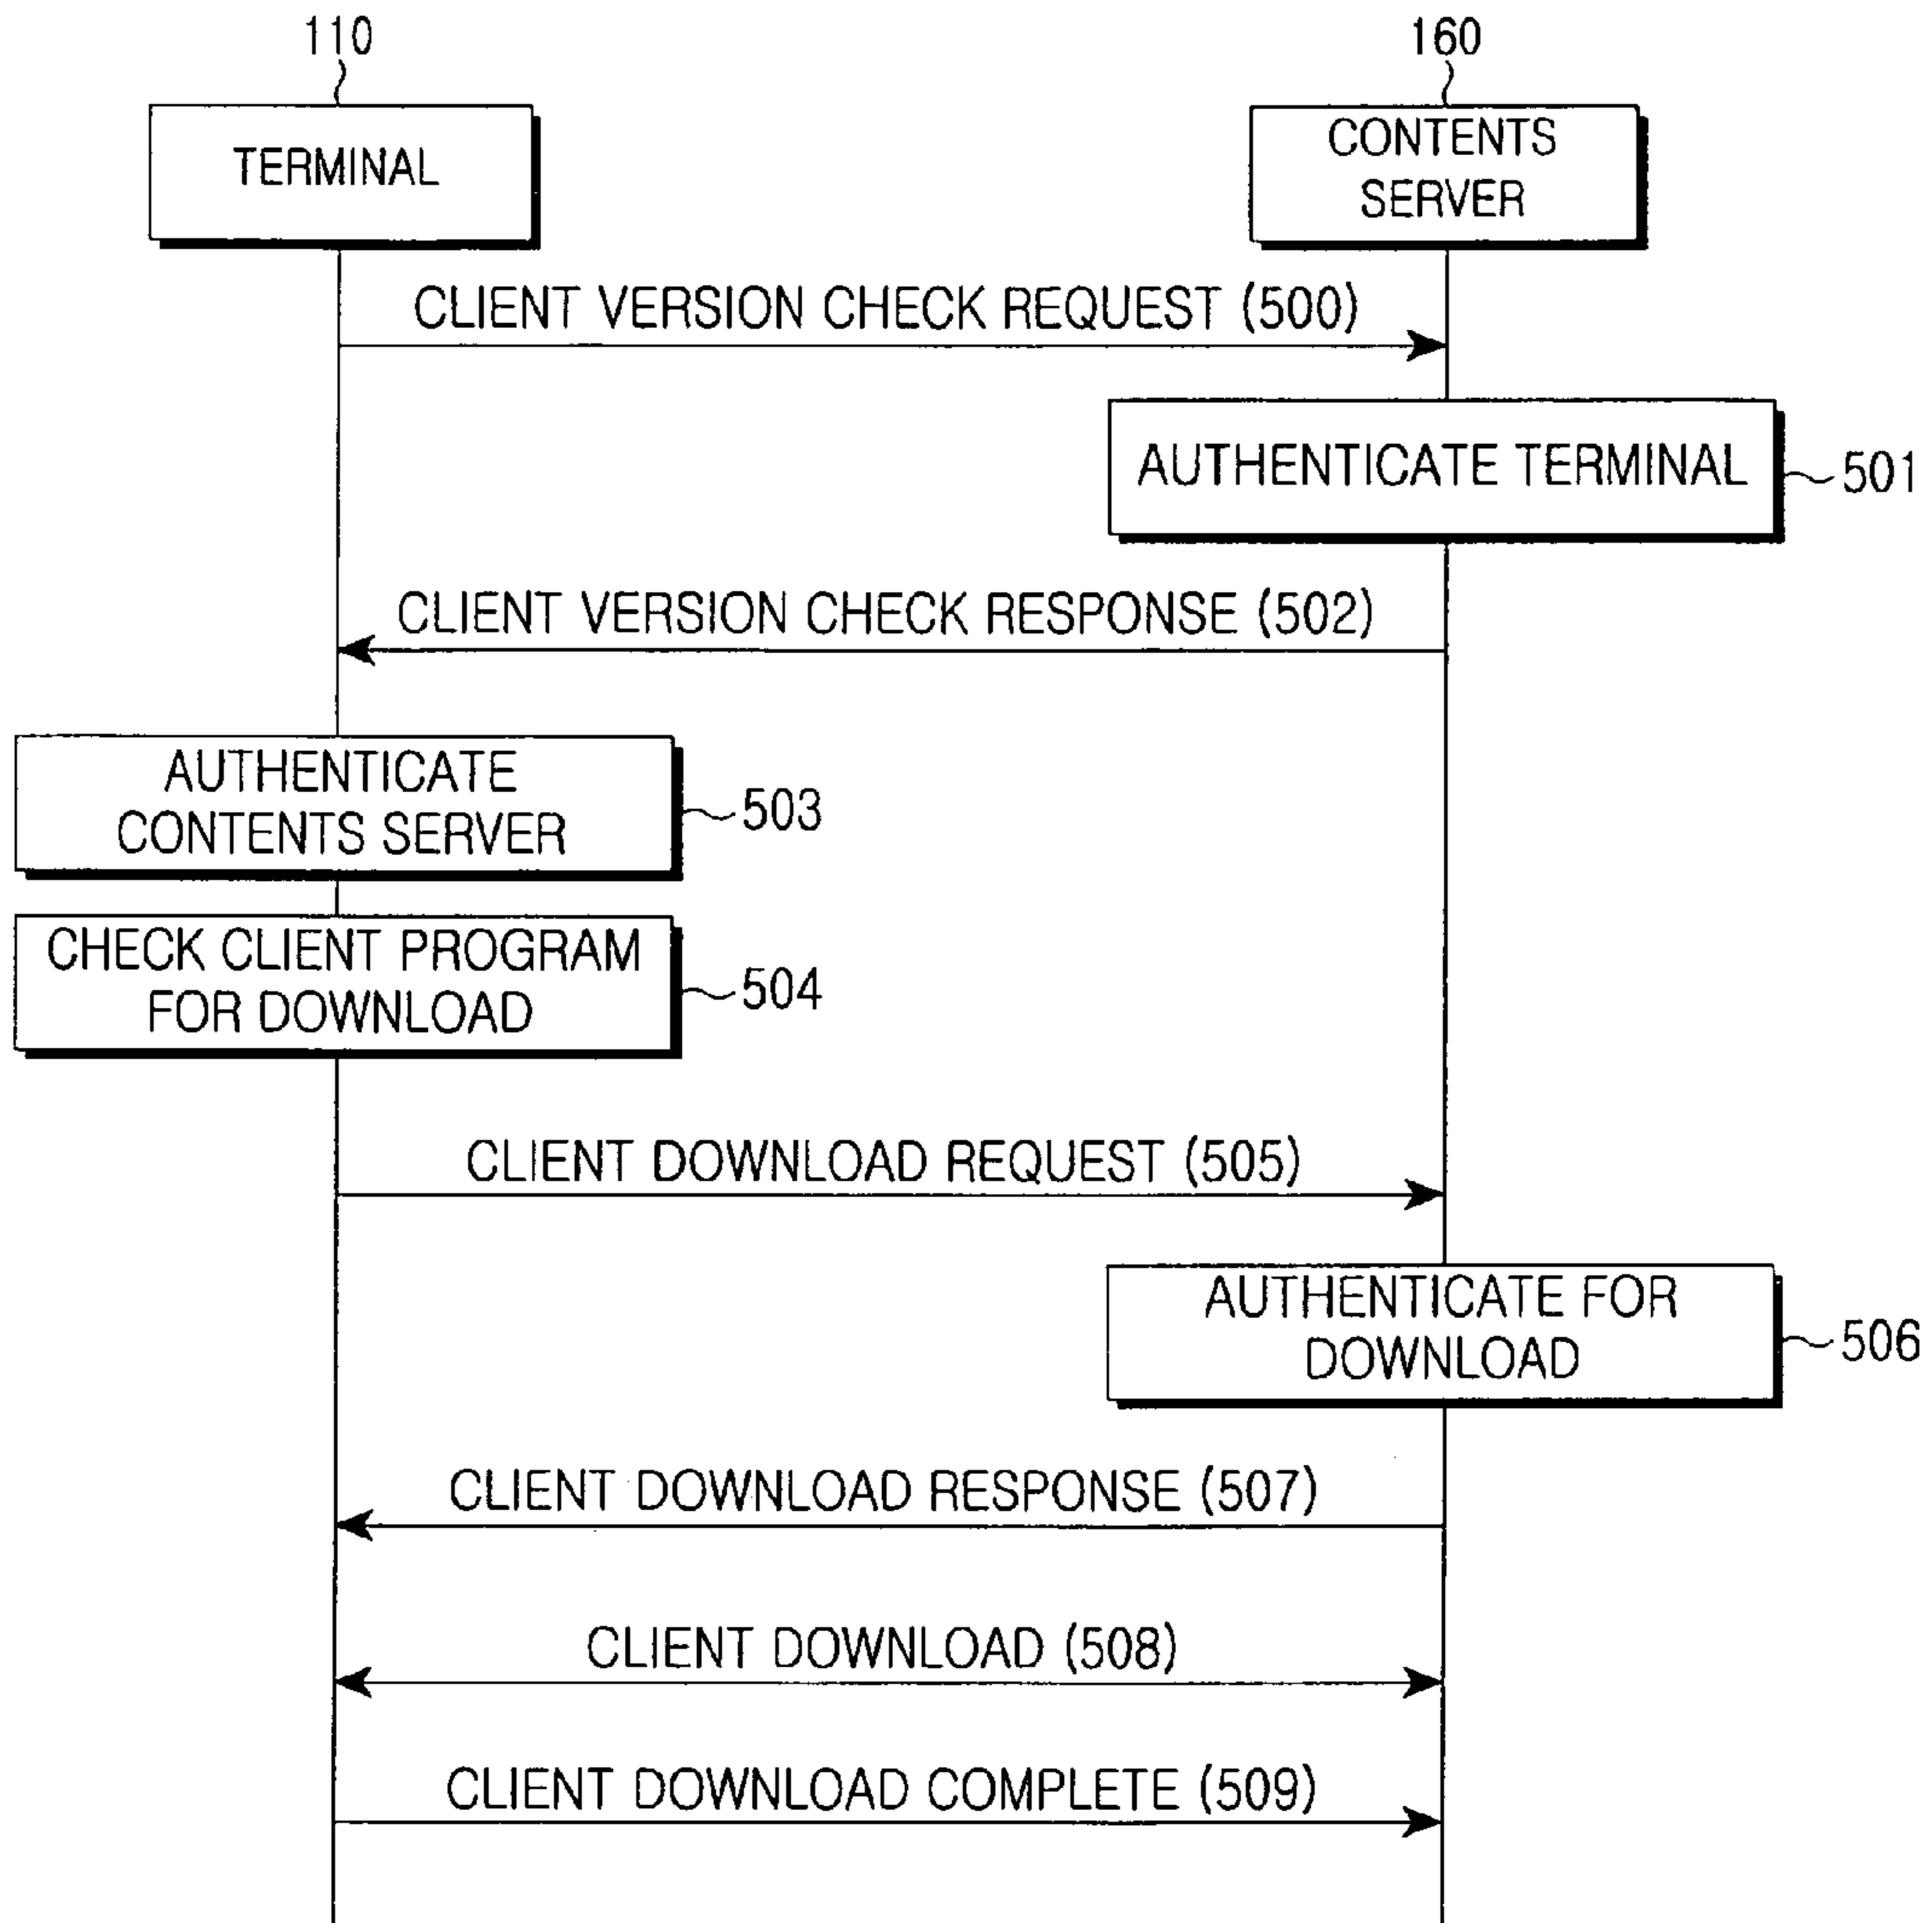 110
160
TERMINAL
CONTENTS
SERVER
CLIENT VERSION CHECK REQUEST (500)
AUTHENTICATE TERMINAL
501
CLIENT VERSION CHECK RESPONSE (502)
AUTHENTICATE
CONTENTS SERVER
503
CHECK CLIENT PROGRAM
FOR DOWNLOAD
504
CLIENT DOWNLOAD REQUEST (505)
AUTHENTICATE FOR
DOWNLOAD
506
CLIENT DOWNLOAD RESPONSE (507)
CLIENT DOWNLOAD (508)
CLIENT DOWNLOAD COMPLETE (509)